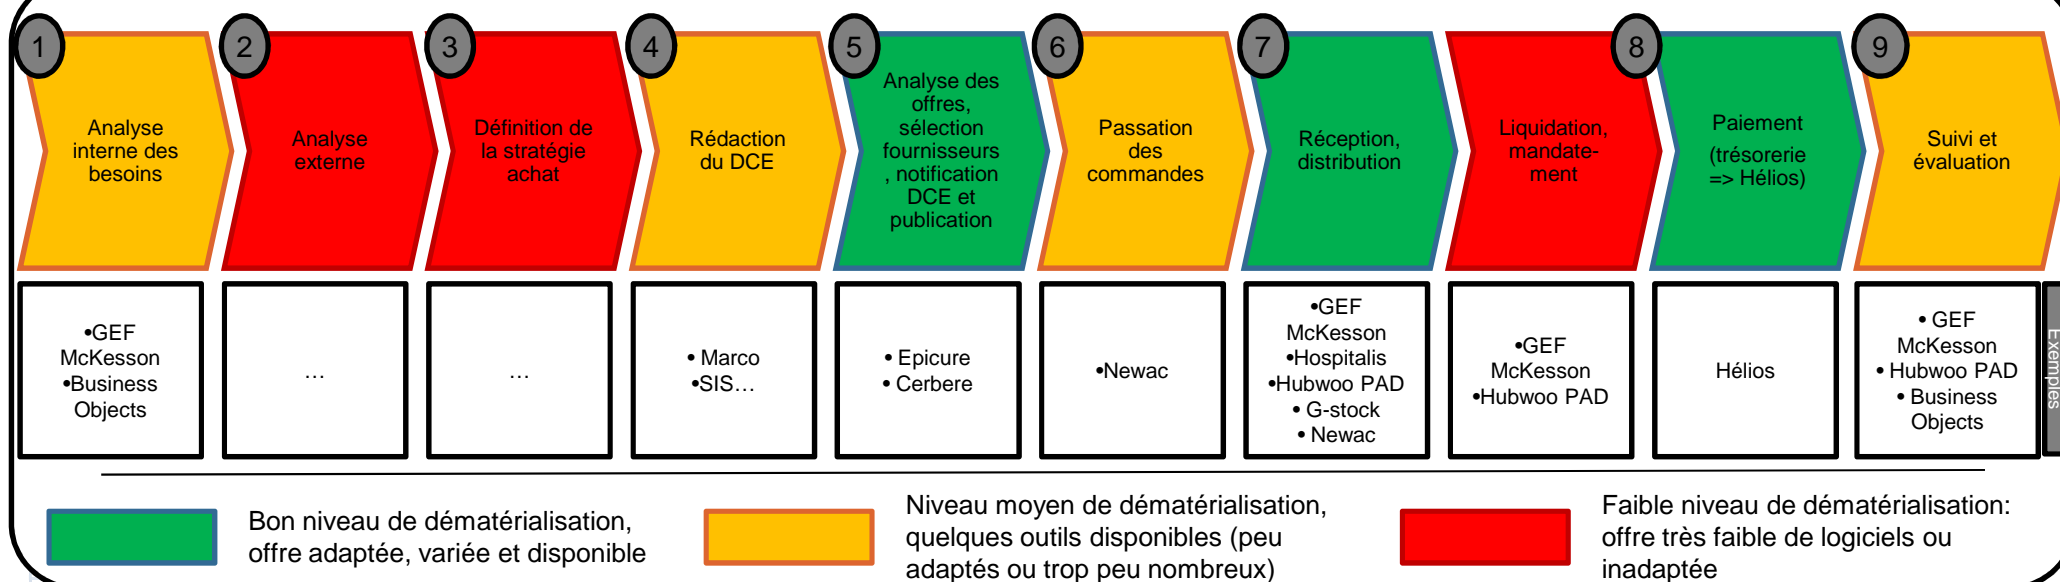 1
2
3
4
5
6
7
8
9
Analyse
interne des
besoins
Analyse
externe
Définition de
la stratégie
achat
Rédaction
du DCE
Analyse des
offres,
sélection
fournisseurs
, notification
DCE et
publication
Passation
des
commandes
Réception,
distribution
Liquidation,
mandate-
ment
Paiement
(trésorerie
=> Hélios)
Suivi et
évaluation
•GEF
McKesson
•Business
Objects
…
…
• Marco
•SIS…
• Epicure
• Cerbere
•Newac
•GEF
McKesson
•Hospitalis
•Hubwoo PAD
• G-stock
• Newac
•GEF
McKesson
•Hubwoo PAD
Hélios
• GEF
McKesson
• Hubwoo PAD
• Business
Objects
Exemples
Bon niveau de dématérialisation,
offre adaptée, variée et disponible
Niveau moyen de dématérialisation,
quelques outils disponibles (peu
adaptés ou trop peu nombreux)
Faible niveau de dématérialisation:
offre très faible de logiciels ou
inadaptée